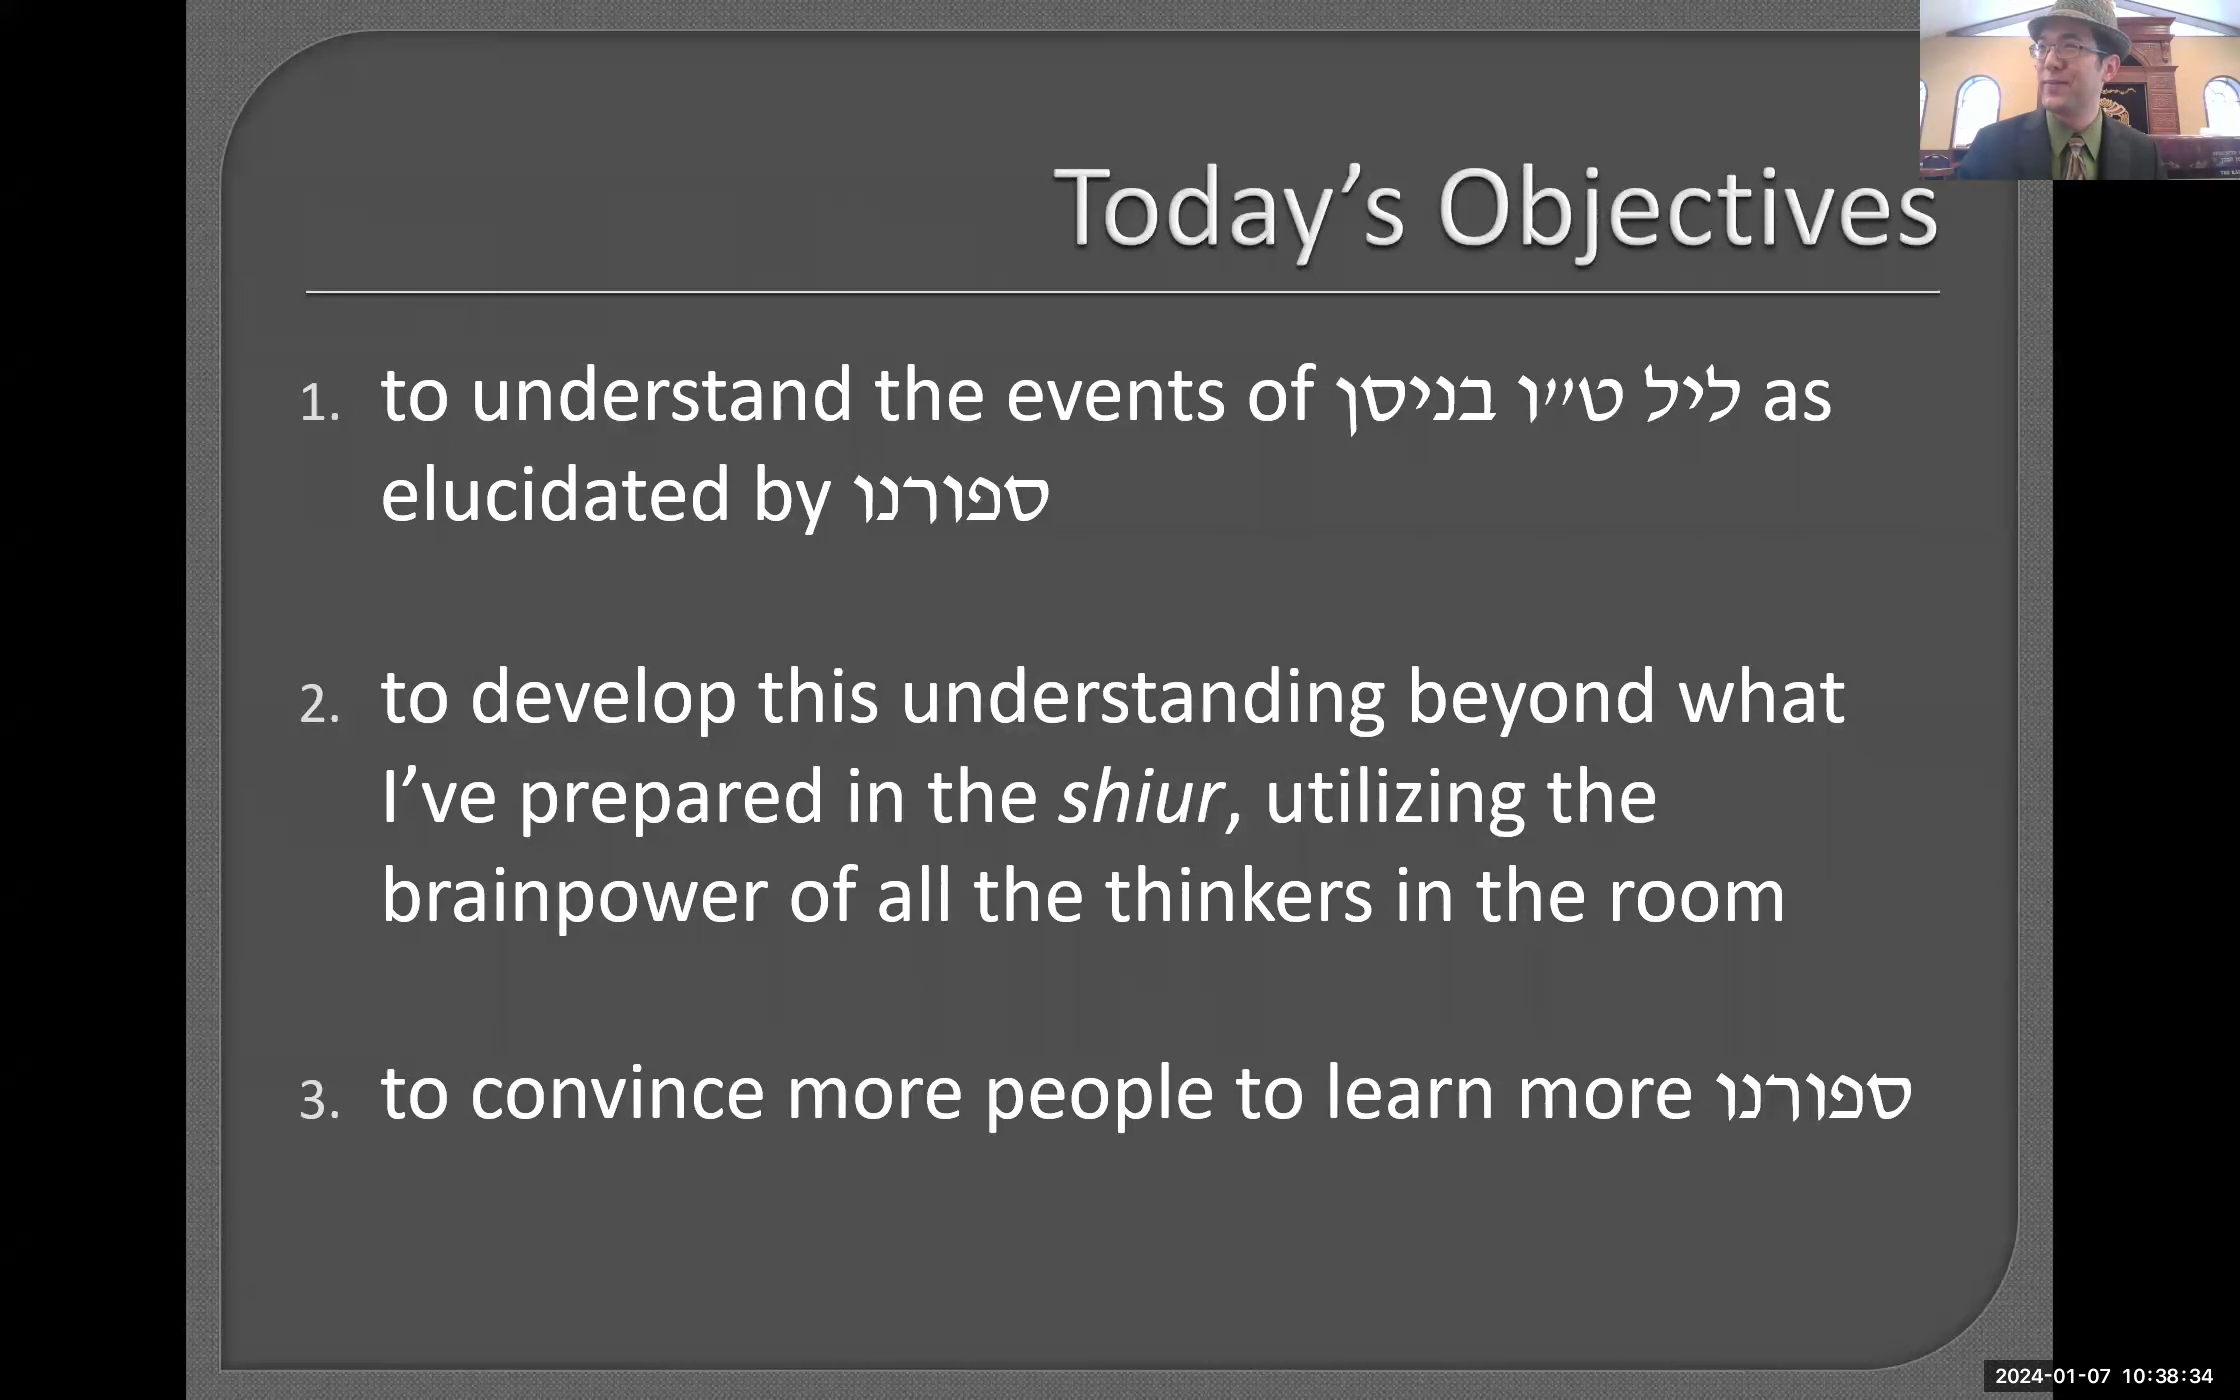 Today’s Objectives
1. to understand the events of ליל ט״ו בניסן as
elucidated by ספורנו
2. to develop this understanding beyond what
I’ve prepared in the shiur, utilizing the
brainpower of all the thinkers in the room
3. to convince more people to learn more ספורנו
2024-01-07 10:38:34